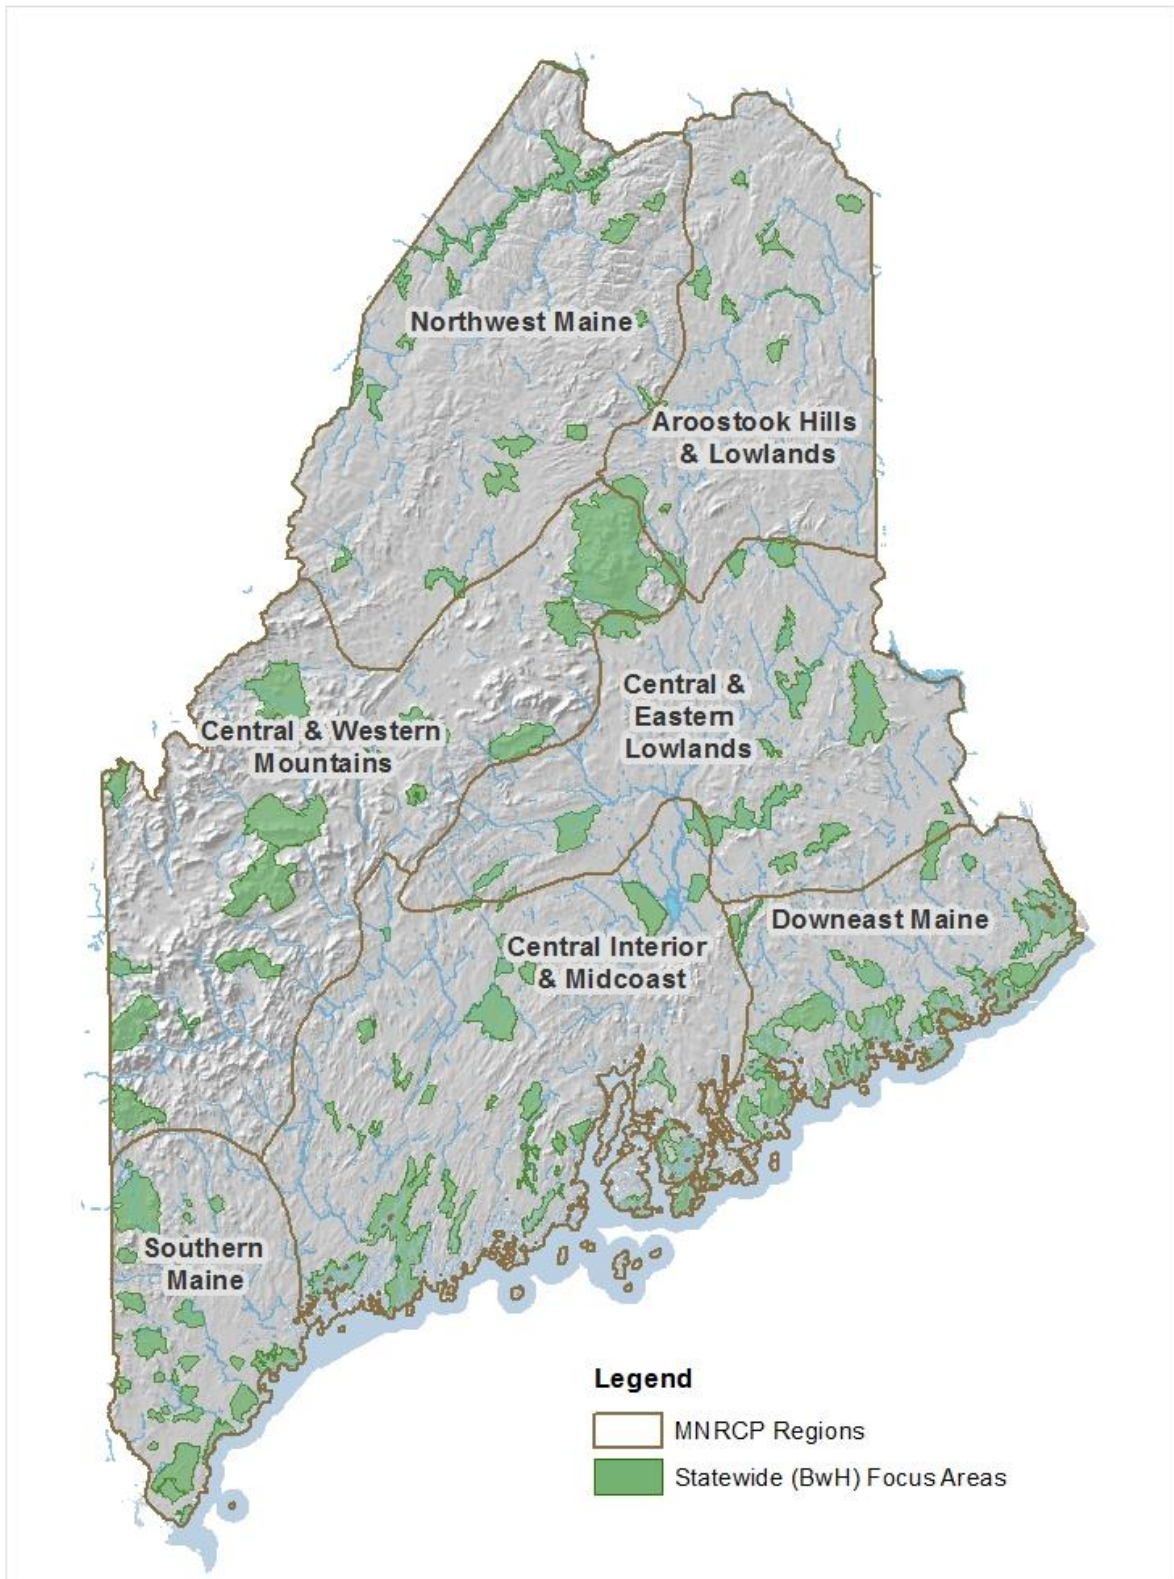 Northwest Maine
Aroostook Hills
& Lowlands
Central &
Eastern
Lowlands
Central & Western
Mountains
Downeast Maine
Central Interior
& Midcoast
Southern
Maine
Legend
MNRCP Regions
Statewide (BwH) Focus Areas